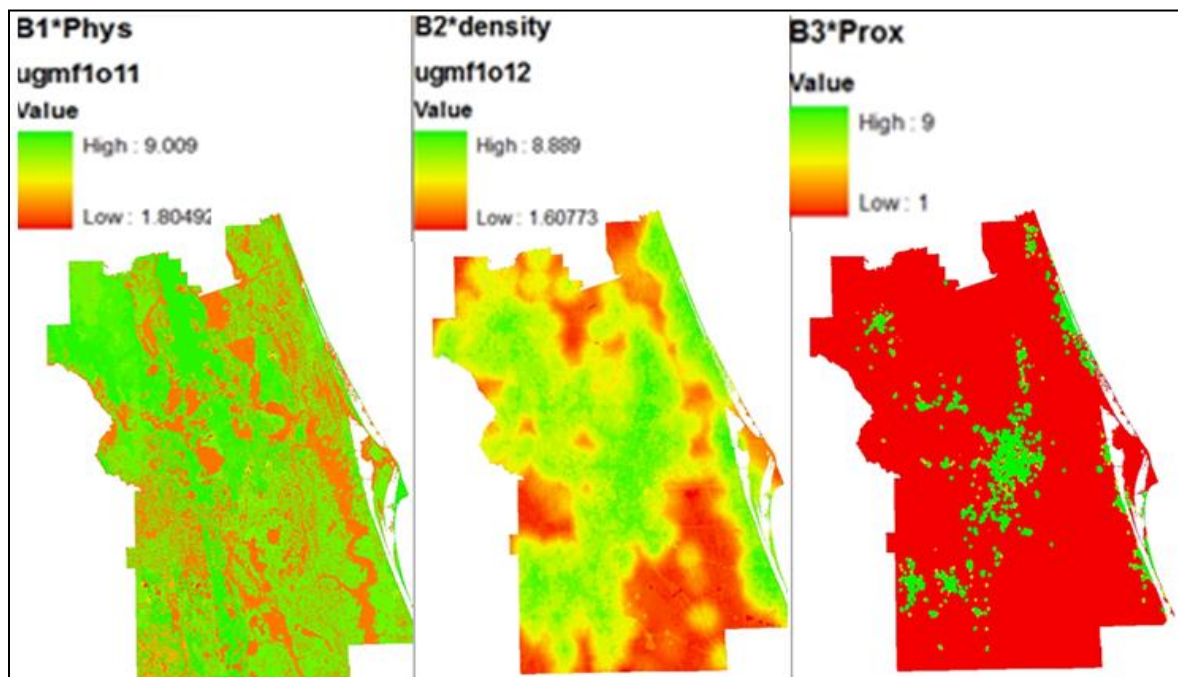 B1*Phys
ugmf1o11
Value
High : 9.009
Low : 1.80492
B2*density
ugmf1o12
Value
High : 8.889
Low : 1.60773
B3*Prox
Value
High : 9
Low : 1